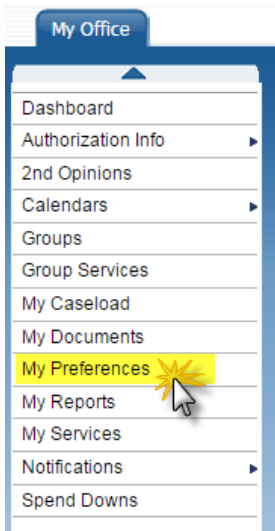 My Office
Dashboard
Authorization Info
2nd Opinions
Calendars
Groups
Group Services
My Caseload
My Documents
My Preferences
My Reports
My Services
Notifications
Spend Downs